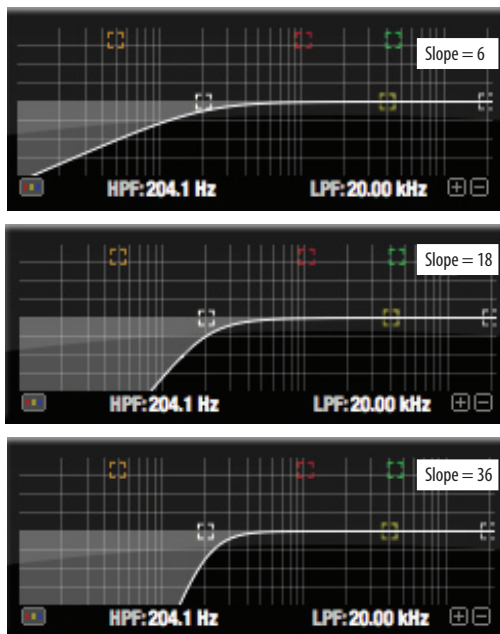 Slope = 6
HPF: 204.1 Hz LPF: 20.00 kHz
Slope = 18
HPF: 204.1 Hz LPF: 20.00 kHz
Slope = 36
HPF: 204.1 Hz LPF: 20.00 kHz